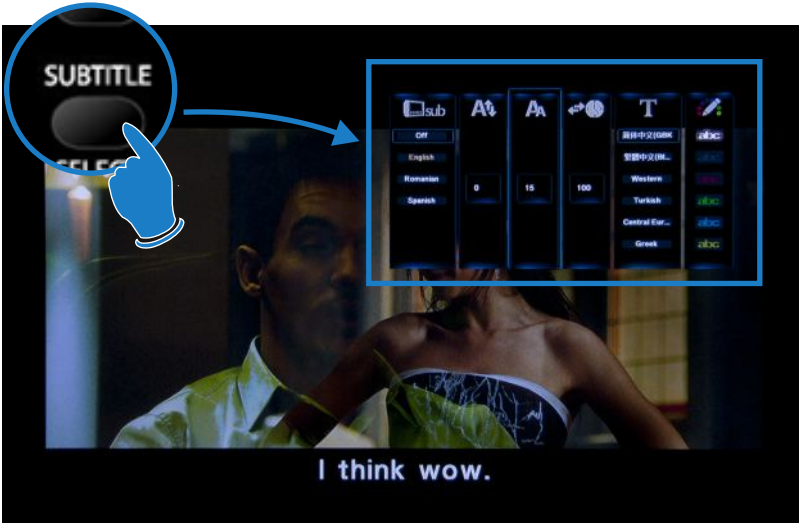 SUBTITLE
SELEC
sub
Off
English
Romanian
Spanish
0
15
100
T
简体中文(GBK
繁體中文(BI...
Western
Turkish
Central Eur...
Greek
abc
abc
abc
abc
abc
abc
I think wow.